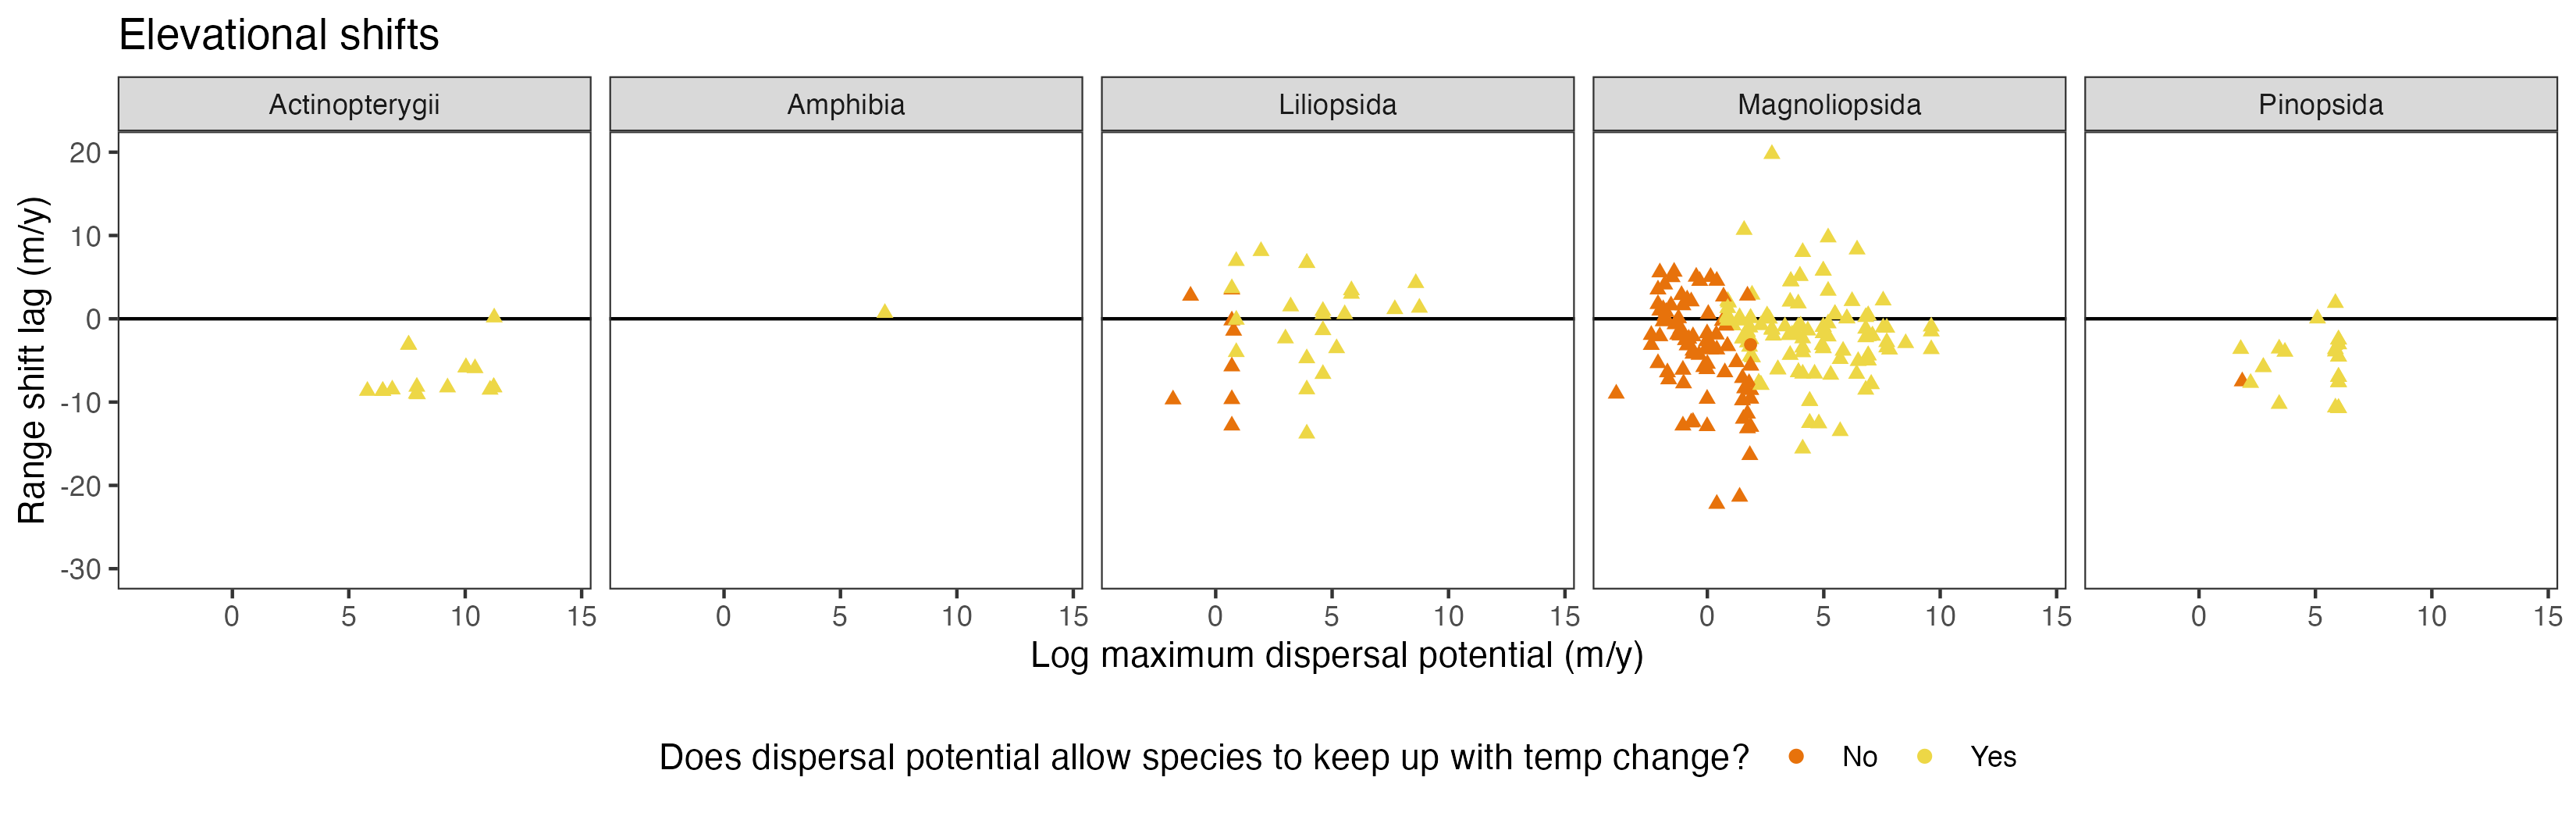 Elevational shifts
Actinopterygii Amphibia Liliopsida Magnoliopsida Pinopsida
Range shift lag (m/y)
20
10
0
-10
-20
-30
0 5 10 15 0 5 10 15 0 5 10 15 0 5 10 15 0 5 10 15
Log maximum dispersal potential (m/y)
Does dispersal potential allow species to keep up with temp change? No Yes